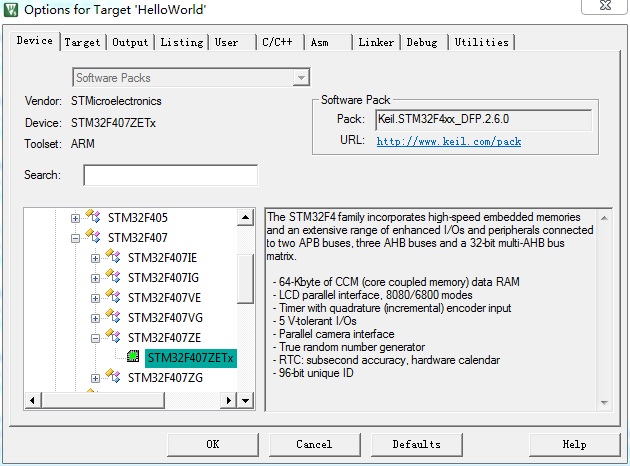 Options for Target 'HelloWorld'
Device Target Output Listing User C/C++ Asm Linker Debug Utilities
Software Packs
Vendor: STMicroelectronics
Device: STM32F407ZETx
Toolset: ARM
Search:
Software Pack
Pack: Keil.STM32F4xx_DFP.2.6.0
URL: http://www.keil.com/pack
STM32F405
STM32F407
STM32F407IE
STM32F407IG
STM32F407VE
STM32F407VG
STM32F407ZE
STM32F407ZETx
STM32F407ZG
The STM32F4 family incorporates high-speed embedded memories
and an extensive range of enhanced I/Os and peripherals connected
to two APB buses, three AHB buses and a 32-bit multi-AHB bus
matrix.
- 64-Kbyte of CCM (core coupled memory) data RAM
- LCD parallel interface, 8080/6800 modes
- Timer with quadrature (incremental) encoder input
- 5 V-tolerant I/Os
- Parallel camera interface
- True random number generator
- RTC: subsecond accuracy, hardware calendar
- 96-bit unique ID
OK Cancel Defaults Help